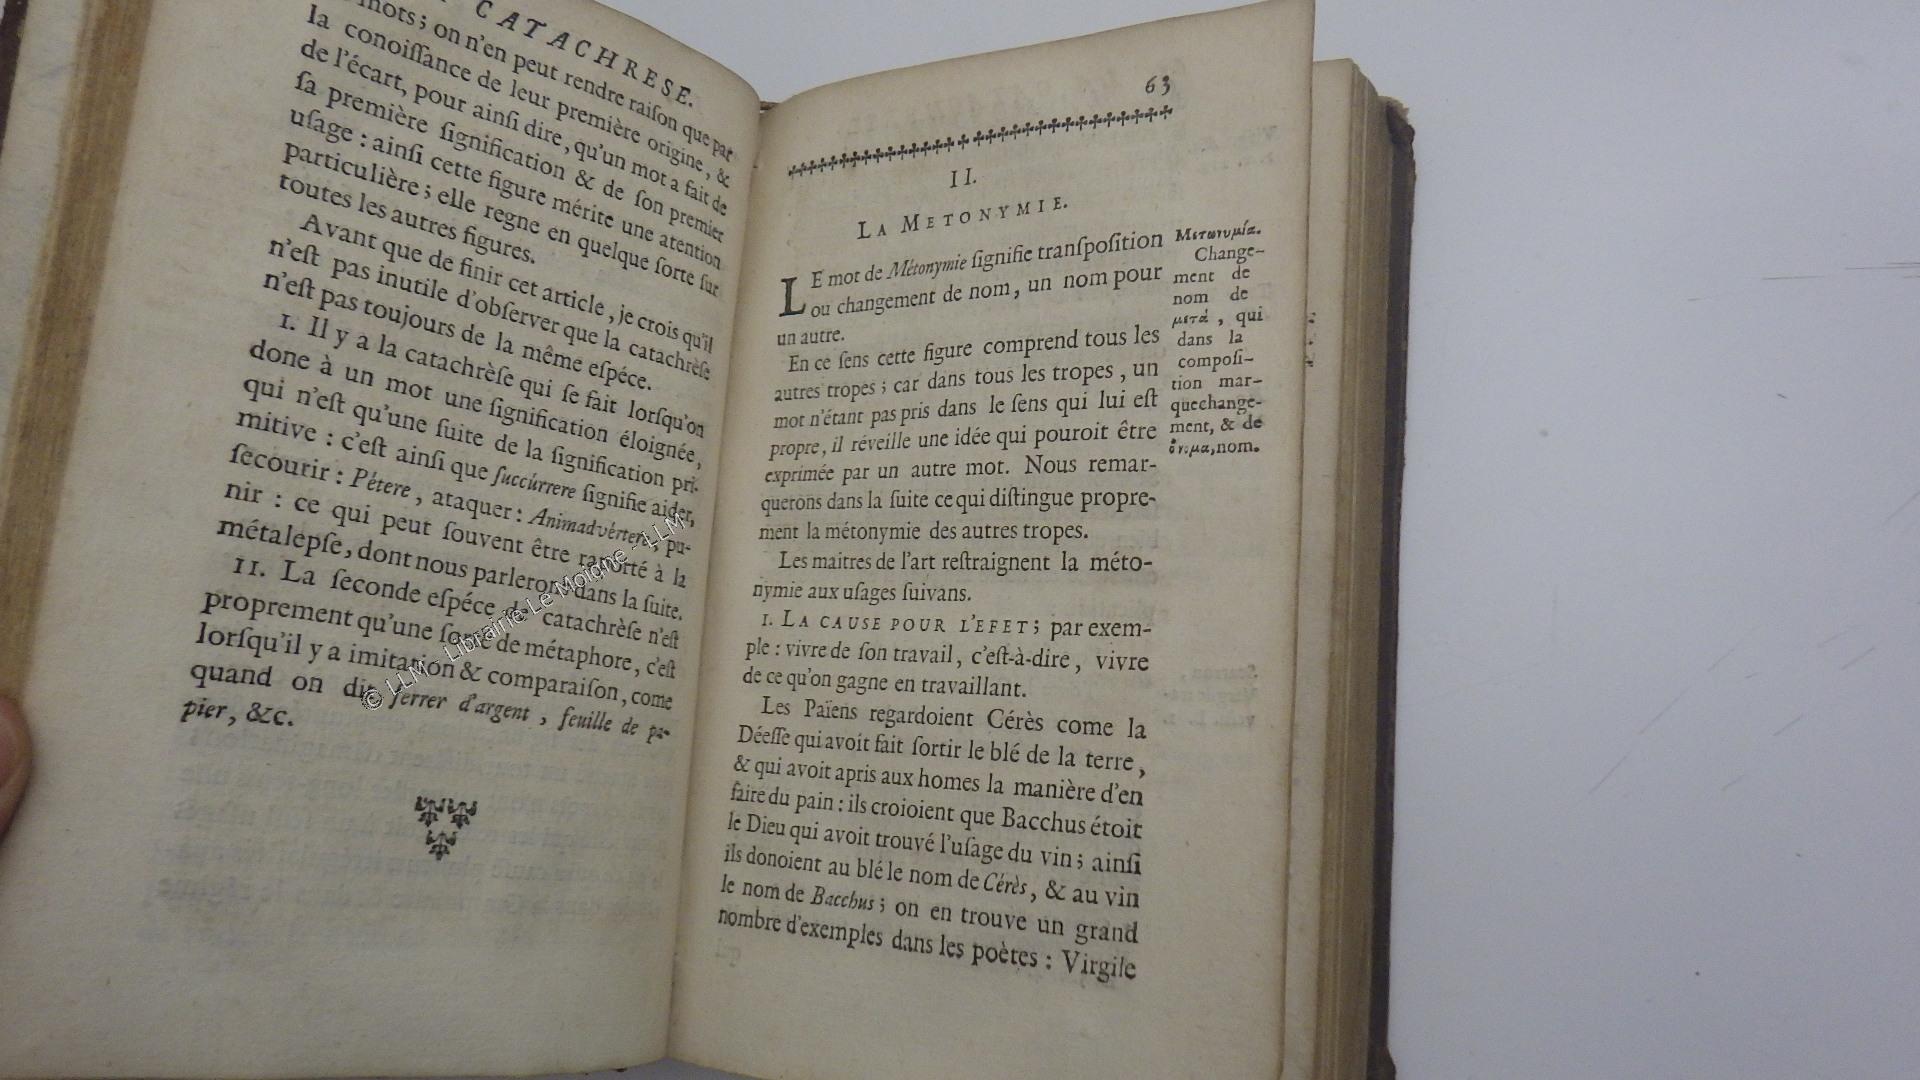 CATACHRESE.
mots ; on n'en peut rendre raiſon que par
la conoiſſance de leur première origine, &
de l'écart, pour ainſi dire, qu'un mot a fait de
ſa première ſignification & de ſon premier
uſage : ainſi cette figure mérite une atention
particulière ; elle regne en quelque ſorte ſur
toutes les autres figures.
Avant que de finir cet article, je crois qu'il
n'eſt pas inutile d'obſerver que la catachrèſe
n'eſt pas toujours de la même eſpéce.
I. Il y a la catachrèſe qui ſe fait lorſqu'on
done à un mot une ſignification éloignée,
qui n'eſt qu'une ſuite de la ſignification pri-
mitive : c'eſt ainſi que ſuccúrrere ſignifie aider,
ſecourir : Pétere, ataquer : Animadvértere, pu-
nir : ce qui peut ſouvent être raporté à la
métalepſe, dont nous parlerons dans la ſuite.
II. La ſeconde eſpéce de catachrèſe n'eſt
proprement qu'une ſorte de métaphore, c'eſt
lorſqu'il y a imitation & comparaiſon, come
quand on dit ferrer d'argent, feuille de pa-
pier, &c.
© LLM - Librairie Le Moigne - LLM
63
II.
LA METONYMIE.
LE mot de Métonymie ſignifie tranſpoſition
ou changement de nom, un nom pour
un autre.
En ce ſens cette figure comprend tous les
autres tropes ; car dans tous les tropes, un
mot n'étant pas pris dans le ſens qui lui eſt
propre, il réveille une idée qui pouroit être
exprimée par un autre mot. Nous remar-
querons dans la ſuite ce qui diſtingue propre-
ment la métonymie des autres tropes.
Les maitres de l'art reſtraignent la méto-
nymie aux uſages ſuivans.
1. LA CAUSE POUR L'EFET ; par exem-
ple : vivre de ſon travail, c'eſt-à-dire, vivre
de ce qu'on gagne en travaillant.
Les Païens regardoient Cérès come la
Déeſſe qui avoit fait ſortir le blé de la terre,
& qui avoit apris aux homes la manière d'en
faire du pain : ils croioient que Bacchus étoit
le Dieu qui avoit trouvé l'uſage du vin ; ainſi
ils donoient au blé le nom de Cérès, & au vin
le nom de Bacchus ; on en trouve un grand
nombre d'exemples dans les poètes : Virgile
Μετωνυμία.
Change-
ment de
nom de
μετά, qui
dans la
compoſi-
tion mar-
que change-
ment, & de
ὄνομα, nom.